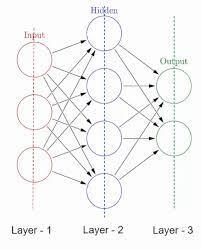 Hidden
Input
Output
Layer - 1
Layer - 2
Layer - 3